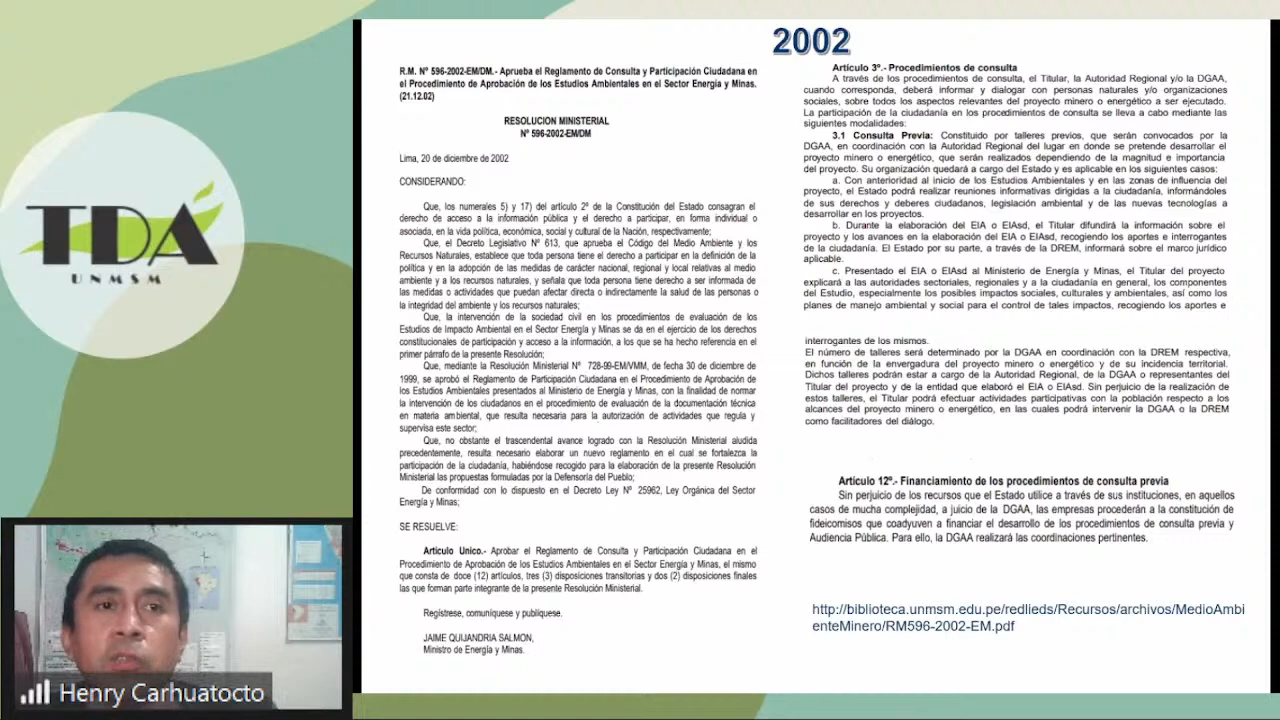 2002
R.M. Nº 596-2002-EM/DM.- Aprueba el Reglamento de Consulta y Participación Ciudadana en
el Procedimiento de Aprobación de los Estudios Ambientales en el Sector Energía y Minas.
(21.12.02)
RESOLUCION MINISTERIAL
Nº 596-2002-EM/DM
Lima, 20 de diciembre de 2002
CONSIDERANDO:
Que, los numerales 5) y 17) del artículo 2º de la Constitución del Estado consagran el
derecho de acceso a la información pública y el derecho a participar, en forma individual o
asociada, en la vida política, económica, social y cultural de la Nación, respectivamente;
Que, el Decreto Legislativo Nº 613, que aprueba el Código del Medio Ambiente y los
Recursos Naturales, establece que toda persona tiene el derecho a participar en la definición de la
política y en la adopción de las medidas de carácter nacional, regional y local relativas al medio
ambiente y a los recursos naturales, y señala que toda persona tiene derecho a ser informada de
las medidas o actividades que puedan afectar directa o indirectamente la salud de las personas o
la integridad del ambiente y los recursos naturales;
Que, la intervención de la sociedad civil en los procedimientos de evaluación de los
Estudios de Impacto Ambiental en el Sector Energía y Minas se da en el ejercicio de los derechos
constitucionales de participación y acceso a la información, a los que se ha hecho referencia en el
primer párrafo de la presente Resolución;
Que, mediante la Resolución Ministerial Nº 728-99-EM/VMM, de fecha 30 de diciembre de
1999, se aprobó el Reglamento de Participación Ciudadana en el Procedimiento de Aprobación de
los Estudios Ambientales presentados al Ministerio de Energía y Minas, con la finalidad de normar
la intervención de los ciudadanos en el procedimiento de evaluación de la documentación técnica
en materia ambiental, que resulta necesaria para la autorización de actividades que regula y
supervisa este sector;
Que, no obstante el trascendental avance logrado con la Resolución Ministerial aludida
precedentemente, resulta necesario elaborar un nuevo reglamento en el cual se fortalezca la
participación de la ciudadanía, habiéndose recogido para la elaboración de la presente Resolución
Ministerial las propuestas formuladas por la Defensoría del Pueblo;
De conformidad con lo dispuesto en el Decreto Ley Nº 25962, Ley Orgánica del Sector
Energía y Minas;
SE RESUELVE:
Artículo Unico.- Aprobar el Reglamento de Consulta y Participación Ciudadana en el
Procedimiento de Aprobación de los Estudios Ambientales en el Sector Energía y Minas, el mismo
que consta de doce (12) artículos, tres (3) disposiciones transitorias y dos (2) disposiciones finales
las que forman parte integrante de la presente Resolución Ministerial.
Regístrese, comuníquese y publíquese.
JAIME QUIJANDRIA SALMON,
Ministro de Energía y Minas.
Artículo 3º.- Procedimientos de consulta
A través de los procedimientos de consulta, el Titular, la Autoridad Regional y/o la DGAA,
cuando corresponda, deberá informar y dialogar con personas naturales y/o organizaciones
sociales, sobre todos los aspectos relevantes del proyecto minero o energético a ser ejecutado.
La participación de la ciudadanía en los procedimientos de consulta se lleva a cabo mediante las
siguientes modalidades:
3.1 Consulta Previa: Constituido por talleres previos, que serán convocados por la
DGAA, en coordinación con la Autoridad Regional del lugar en donde se pretende desarrollar el
proyecto minero o energético, que serán realizados dependiendo de la magnitud e importancia
del proyecto. Su organización quedará a cargo del Estado y es aplicable en los siguientes casos:
a. Con anterioridad al inicio de los Estudios Ambientales y en las zonas de influencia del
proyecto, el Estado podrá realizar reuniones informativas dirigidas a la ciudadanía, informándoles
de sus derechos y deberes ciudadanos, legislación ambiental y de las nuevas tecnologías a
desarrollar en los proyectos.
b. Durante la elaboración del EIA o EIAsd, el Titular difundirá la información sobre el
proyecto y los avances en la elaboración del EIA o EIAsd, recogiendo los aportes e interrogantes
de la ciudadanía. El Estado por su parte, a través de la DREM, informará sobre el marco jurídico
aplicable.
c. Presentado el EIA o EIAsd al Ministerio de Energía y Minas, el Titular del proyecto
explicará a las autoridades sectoriales, regionales y a la ciudadanía en general, los componentes
del Estudio, especialmente los posibles impactos sociales, culturales y ambientales, así como los
planes de manejo ambiental y social para el control de tales impactos, recogiendo los aportes e
interrogantes de los mismos.
El número de talleres será determinado por la DGAA en coordinación con la DREM respectiva,
en función de la envergadura del proyecto minero o energético y de su incidencia territorial.
Dichos talleres podrán estar a cargo de la Autoridad Regional, de la DGAA o representantes del
Titular del proyecto y de la entidad que elaboró el EIA o EIAsd. Sin perjuicio de la realización de
estos talleres, el Titular podrá efectuar actividades participativas con la población respecto a los
alcances del proyecto minero o energético, en las cuales podrá intervenir la DGAA o la DREM
como facilitadores del diálogo.
Artículo 12º.- Financiamiento de los procedimientos de consulta previa
Sin perjuicio de los recursos que el Estado utilice a través de sus instituciones, en aquellos
casos de mucha complejidad, a juicio de la DGAA, las empresas procederán a la constitución de
fideicomisos que coadyuven a financiar el desarrollo de los procedimientos de consulta previa y
Audiencia Pública. Para ello, la DGAA realizará las coordinaciones pertinentes.
http://biblioteca.unmsm.edu.pe/redlieds/Recursos/archivos/MedioAmbi
enteMinero/RM596-2002-EM.pdf
TDA
UNMSM
Henry Carhuatocto